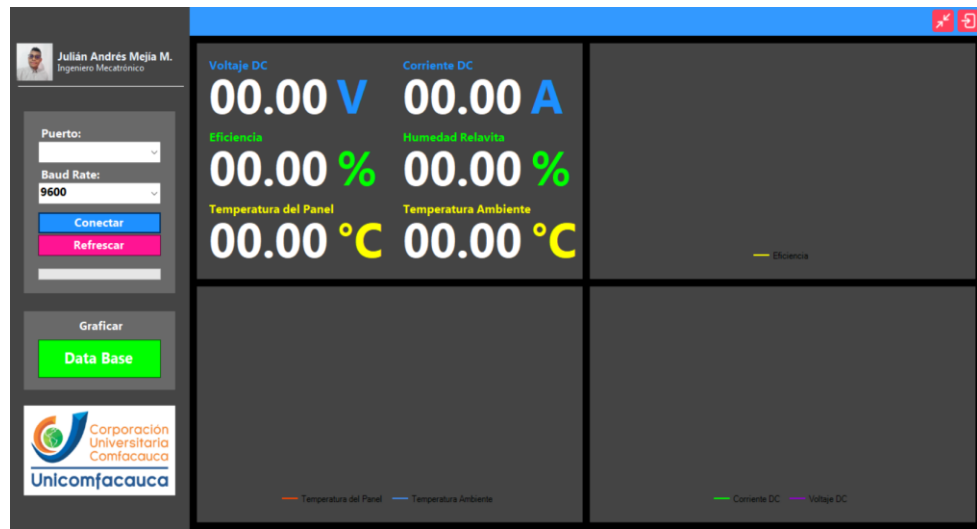 Julián Andrés Mejía M.
Ingeniero Mecatrónico
Puerto:
Baud Rate:
9600
Conectar
Refrescar
Graficar
Data Base
Corporación
Universitaria
Comfacauca
Unicomfacauca
Voltaje DC
00.00 V
Corriente DC
00.00 A
Eficiencia
00.00 %
Humedad Relavita
00.00 %
Temperatura del Panel
00.00 °C
Temperatura Ambiente
00.00 °C
Eficiencia
Temperatura del Panel
Temperatura Ambiente
Corriente DC
Voltaje DC